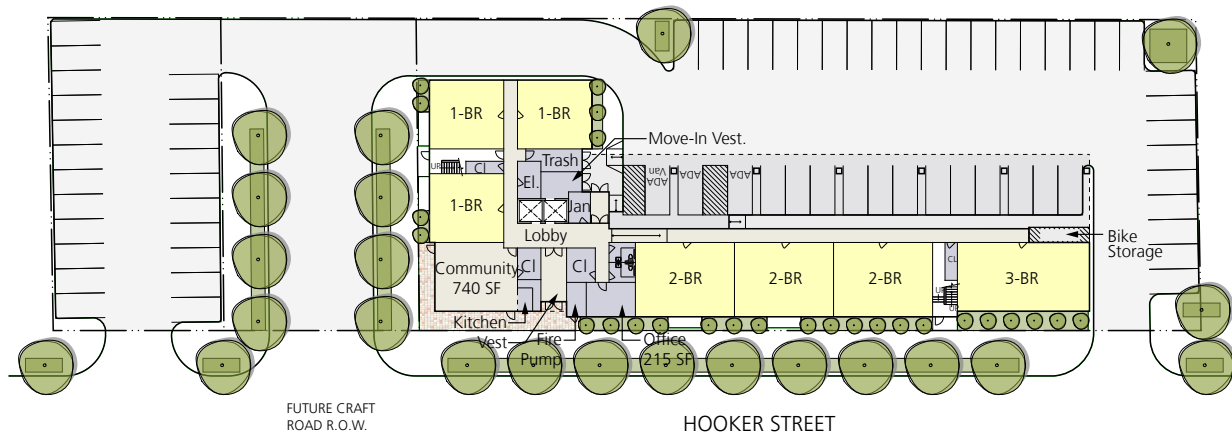 1-BR
1-BR
Move-In Vest.
Trash
UP
Cl
El.
ADA
Van
ADA
ADA
1-BR
Jan
Lobby
Bike
Storage
Community
740 SF
Cl
Cl
2-BR
2-BR
2-BR
CL
3-BR
UP
Kitchen
Vest
Fire
Pump
Office
215 SF
FUTURE CRAFT
ROAD R.O.W.
HOOKER STREET